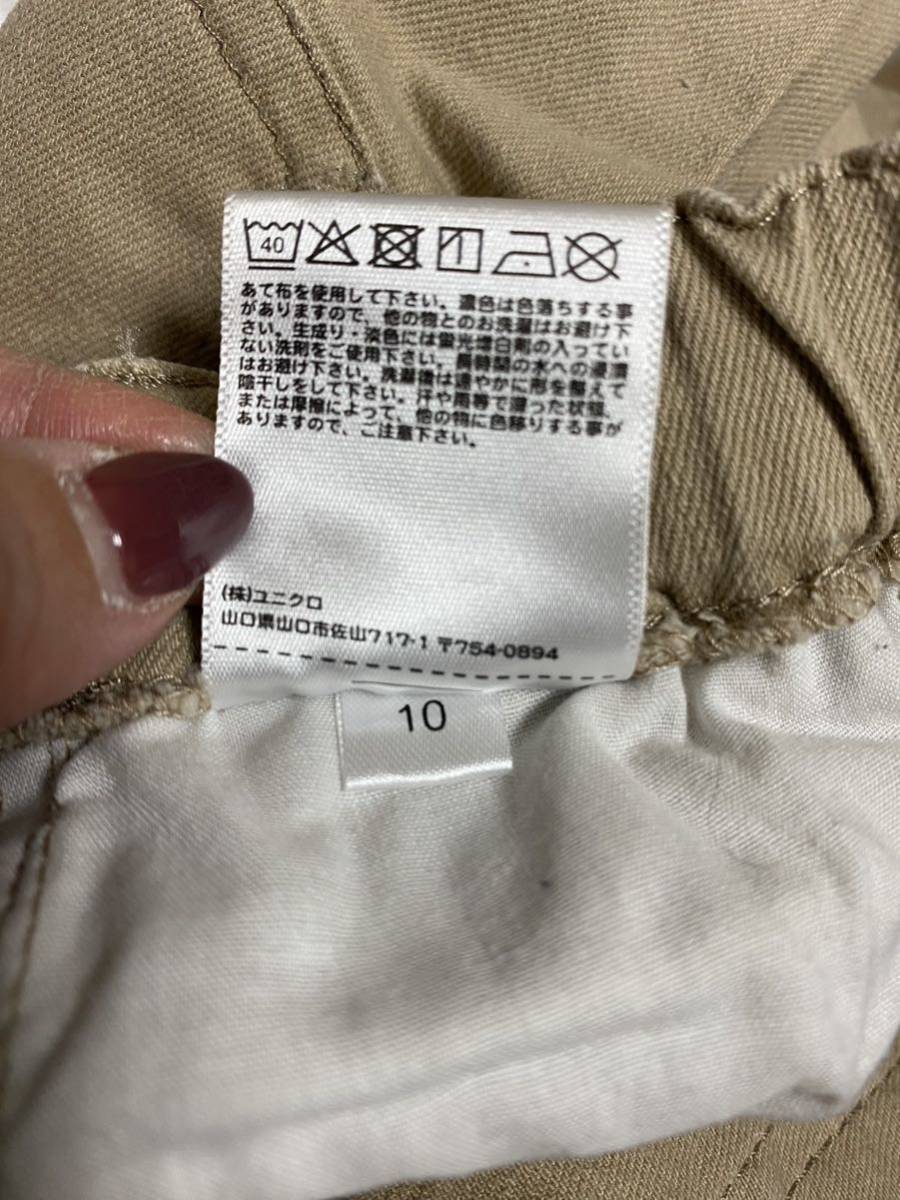 40
あて布を使用して下さい。濃色は色落ちする事
がありますので、他の物とのお洗濯はお避け下
さい。生成り・淡色には蛍光増白剤の入ってい
ない洗剤をご使用下さい。長時間の水への浸漬
はお避け下さい。洗濯後は速やかに形を整えて
陰干しをして下さい。汗や雨等で湿った状態、
または摩擦によって、他の物に色移りする事が
ありますので、ご注意下さい。
(株)ユニクロ
山口県山口市佐山717-1 〒754-0894
10